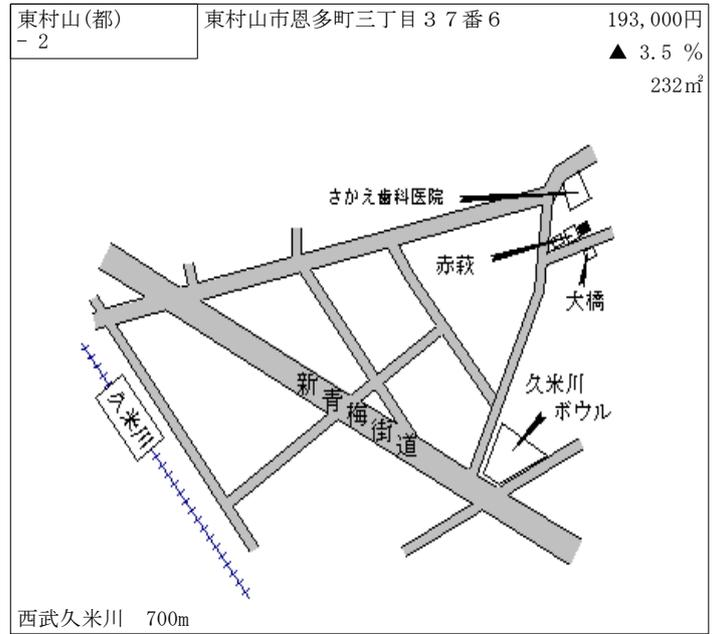 東村山(都)
- 2
東村山市恩多町三丁目３７番６
193,000円
▲ 3.5 %
232㎡
さかえ歯科医院
赤萩
大橋
久米川
ボウル
新青梅街道
久米川
西武久米川　700m